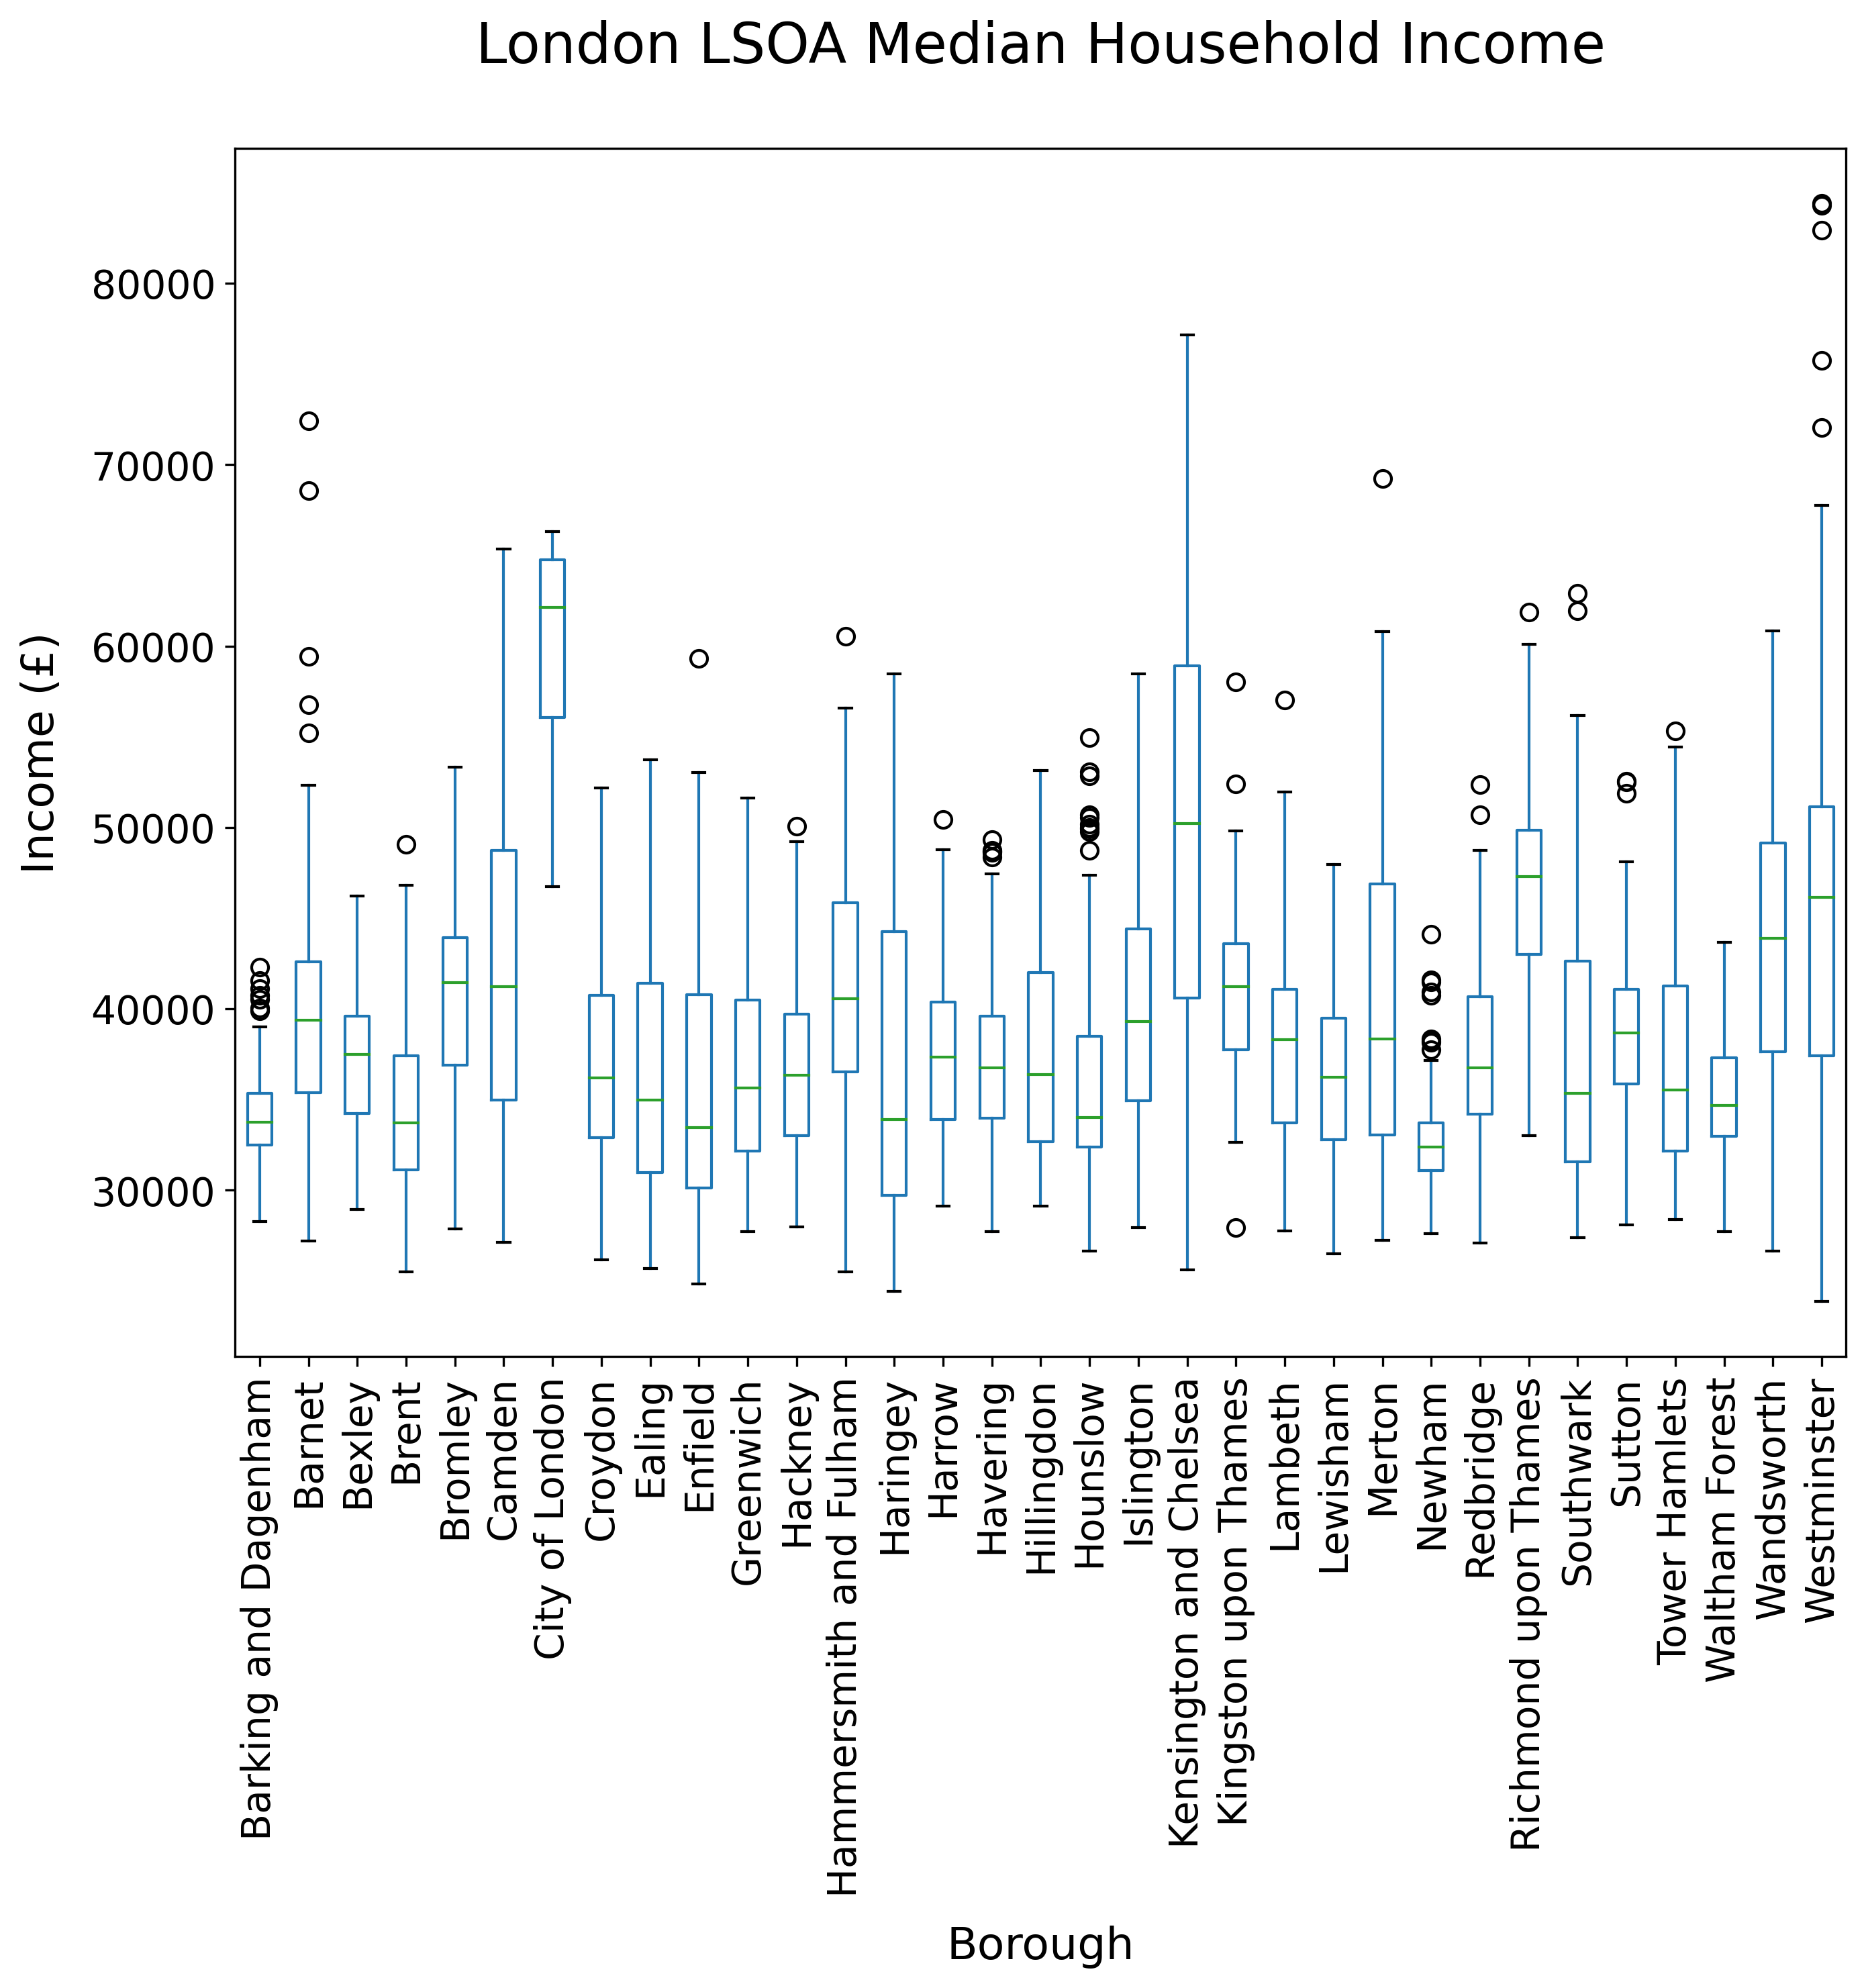 London LSOA Median Household Income
Income (£)
80000
70000
60000
50000
40000
30000
Barking and Dagenham
Barnet
Bexley
Brent
Bromley
Camden
City of London
Croydon
Ealing
Enfield
Greenwich
Hackney
Hammersmith and Fulham
Haringey
Harrow
Havering
Hillingdon
Hounslow
Islington
Kensington and Chelsea
Kingston upon Thames
Lambeth
Lewisham
Merton
Newham
Redbridge
Richmond upon Thames
Southwark
Sutton
Tower Hamlets
Waltham Forest
Wandsworth
Westminster
Borough